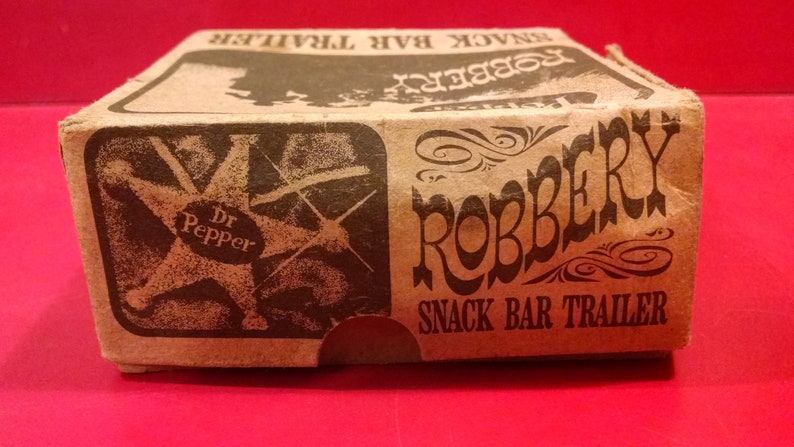 SNACK BAR TRAILER
ROBBERY
Dr
Pepper
ROBBERY
SNACK BAR TRAILER